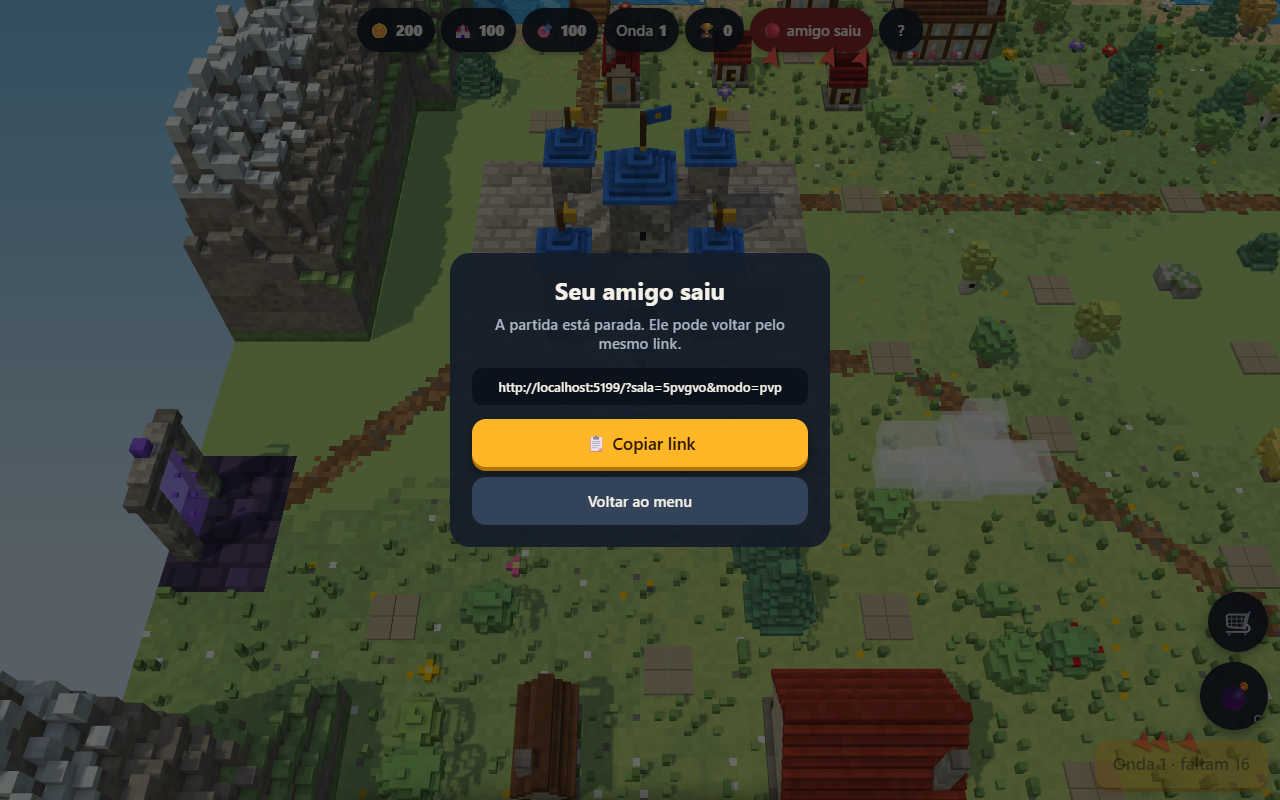 200
100
100
Onda 1
0
amigo saiu
?
Seu amigo saiu
A partida está parada. Ele pode voltar pelo
mesmo link.
http://localhost:5199/?sala=5pvgvo&modo=pvp
Copiar link
Voltar ao menu
Onda 1 · faltam 16